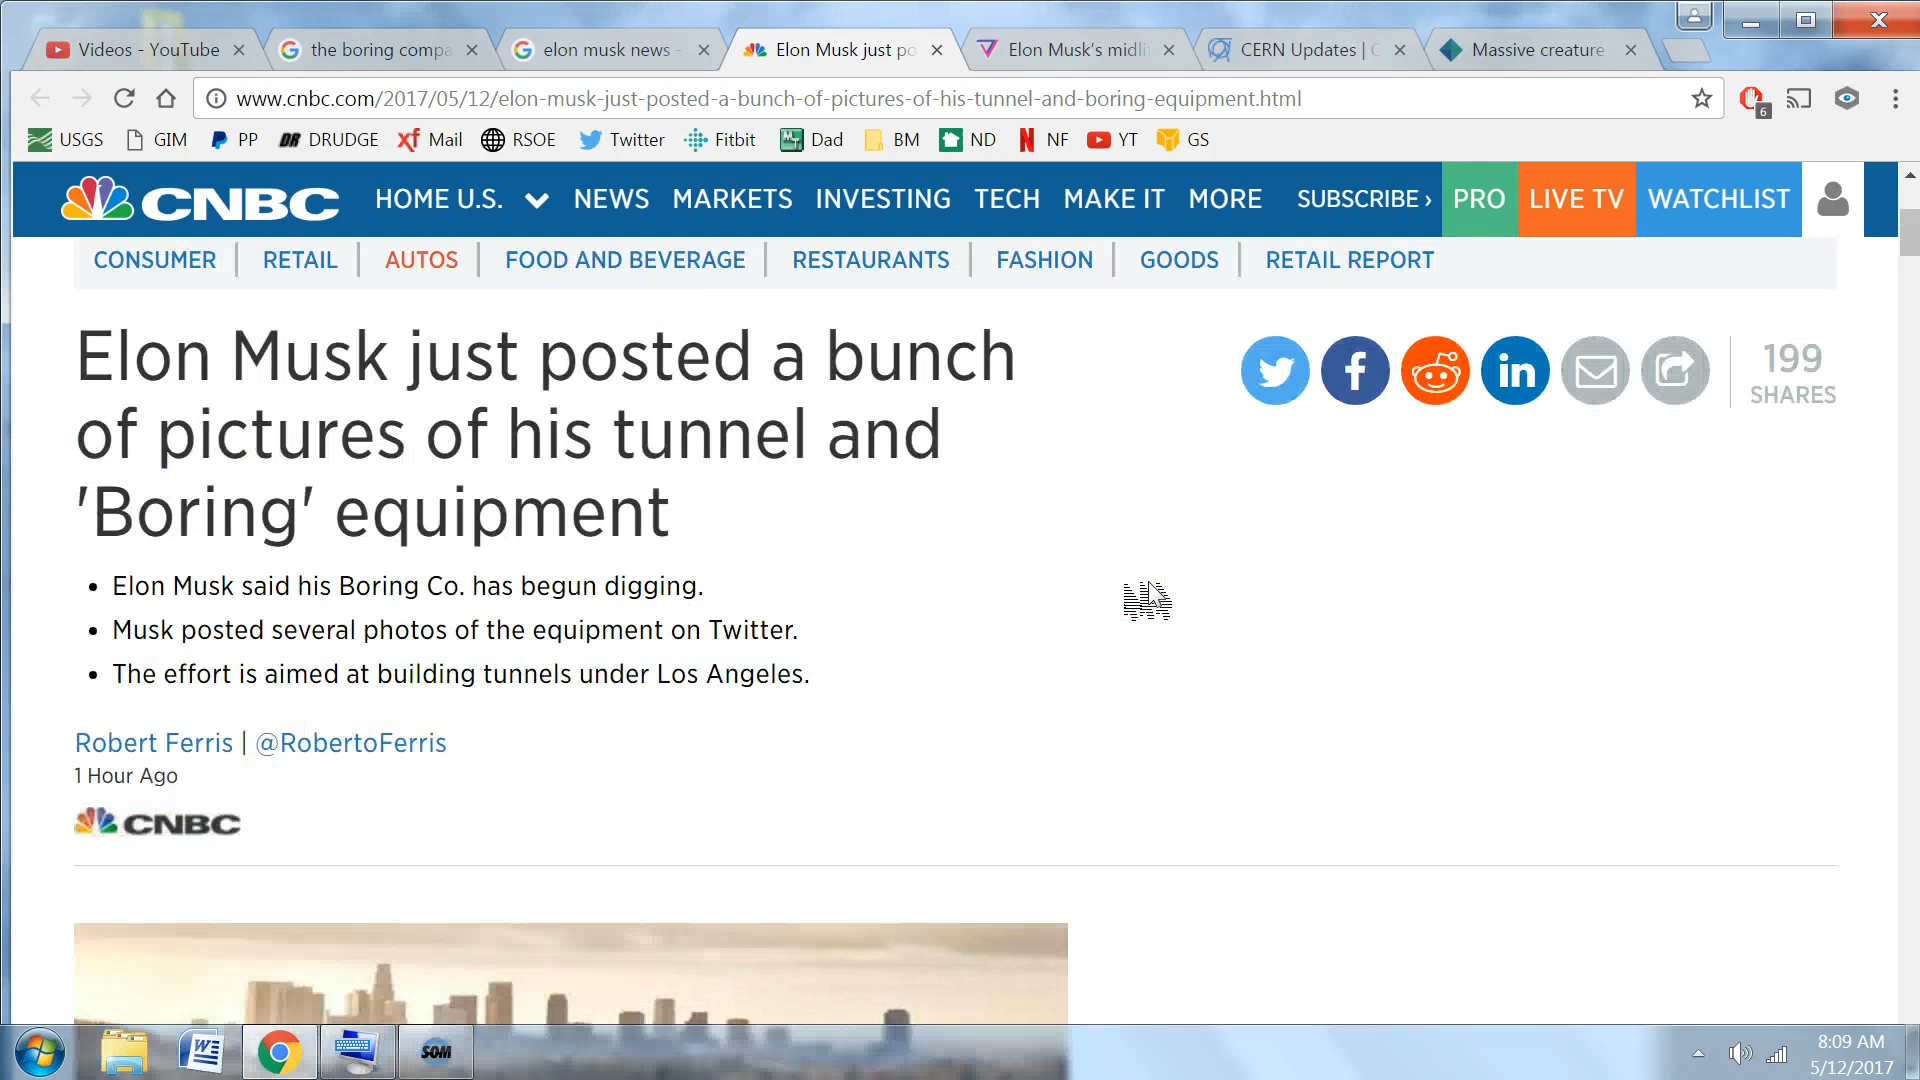 Videos - YouTube
the boring compa
elon musk news -
Elon Musk just po
Elon Musk's midli
CERN Updates | C
Massive creature
www.cnbc.com/2017/05/12/elon-musk-just-posted-a-bunch-of-pictures-of-his-tunnel-and-boring-equipment.html
6
USGS GIM PP DRUDGE Mail RSOE Twitter Fitbit Dad BM ND NF YT GS
CNBC HOME U.S. NEWS MARKETS INVESTING TECH MAKE IT MORE SUBSCRIBE › PRO LIVE TV WATCHLIST
CONSUMER RETAIL AUTOS FOOD AND BEVERAGE RESTAURANTS FASHION GOODS RETAIL REPORT
Elon Musk just posted a bunch
of pictures of his tunnel and
'Boring' equipment
199
SHARES
• Elon Musk said his Boring Co. has begun digging.
• Musk posted several photos of the equipment on Twitter.
• The effort is aimed at building tunnels under Los Angeles.
Robert Ferris | @RobertoFerris
1 Hour Ago
CNBC
SOM
8:09 AM
5/12/2017